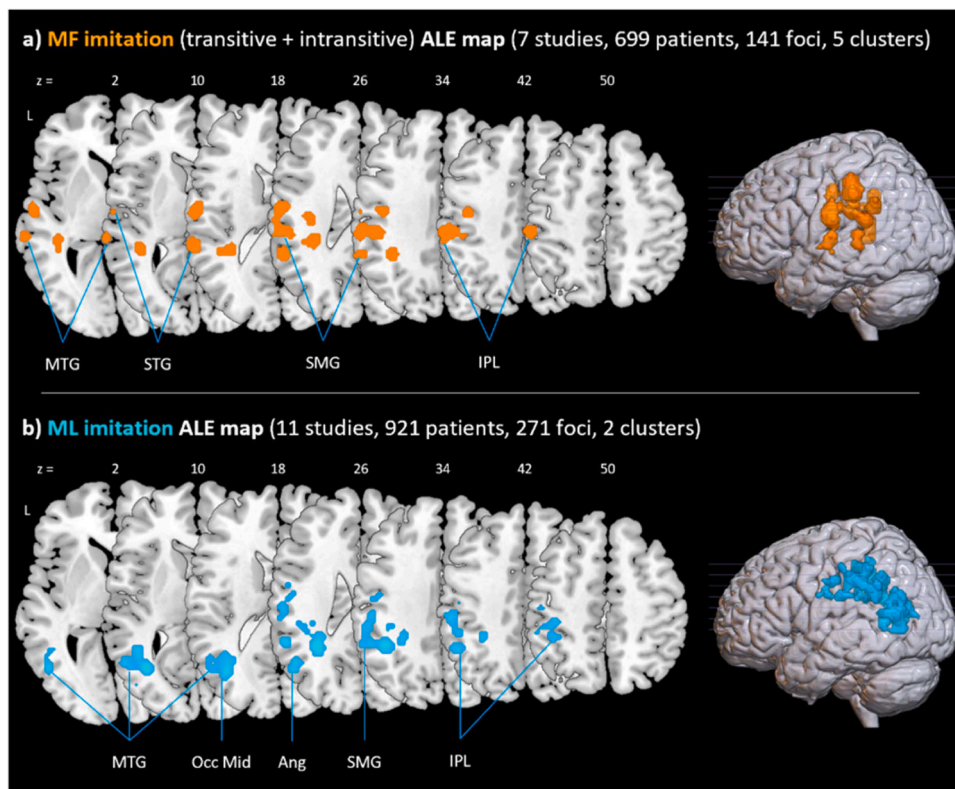 a) MF imitation (transitive + intransitive) ALE map (7 studies, 699 patients, 141 foci, 5 clusters)
z = 2 10 18 26 34 42 50
L
MTG STG SMG IPL
b) ML imitation ALE map (11 studies, 921 patients, 271 foci, 2 clusters)
z = 2 10 18 26 34 42 50
L
MTG Occ Mid Ang SMG IPL